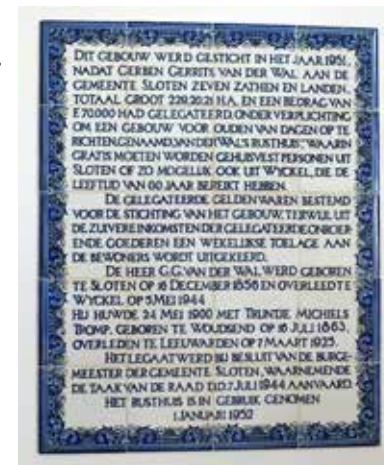 DIT GEBOUW WERD GESTICHT IN HET JAAR 1951,
NADAT GERBEN GERRITS VAN DER WAL AAN DE
GEMEENTE SLOTEN ZEVEN ZATHEN EN LANDEN,
TOTAAL GROOT 229.20.21 H.A. EN EEN BEDRAG VAN
F 70.000 HAD GELEGATEERD, ONDER VERPLICHTING
OM EEN GEBOUW VOOR OUDEN VAN DAGEN OP TE
RICHTEN, GENAAMD "VAN DER WAL'S RUSTHUIS", WAARIN
GRATIS MOETEN WORDEN GEHUISVEST PERSONEN UIT
SLOTEN OF ZO MOGELIJK OOK UIT WYCKEL, DIE DE
LEEFTIJD VAN 60 JAAR BEREIKT HEBBEN.
DE GELEGATEERDE GELDEN WAREN BESTEMD
VOOR DE STICHTING VAN HET GEBOUW, TERWIJL UIT
DE ZUIVERE INKOMSTEN DER GELEGATEERDE ONROER
ENDE GOEDEREN EEN WEKELIJKSE TOELAGE AAN
DE BEWONERS WORDT UITGEKEERD.
DE HEER G.G. VAN DER WAL WERD GEBOREN
TE SLOTEN OP 16 DECEMBER 1856 EN OVERLEED TE
WYCKEL OP 5 MEI 1944
HIJ HUWDE 24 MEI 1900 MET TRIJNTJE MICHIELS
TROMP, GEBOREN TE WOUDSEND OP 16 JULI 1863,
OVERLEDEN TE LEEUWARDEN OP 7 MAART 1925.
HET LEGAAT WERD BIJ BESLUIT VAN DE BURGE-
MEESTER DER GEMEENTE SLOTEN, WAARNEMENDE
DE TAAK VAN DE RAAD D.D. 7 JULI 1944 AANVAARD.
HET RUSTHUIS IS IN GEBRUIK GENOMEN
1 JANUARI 1952